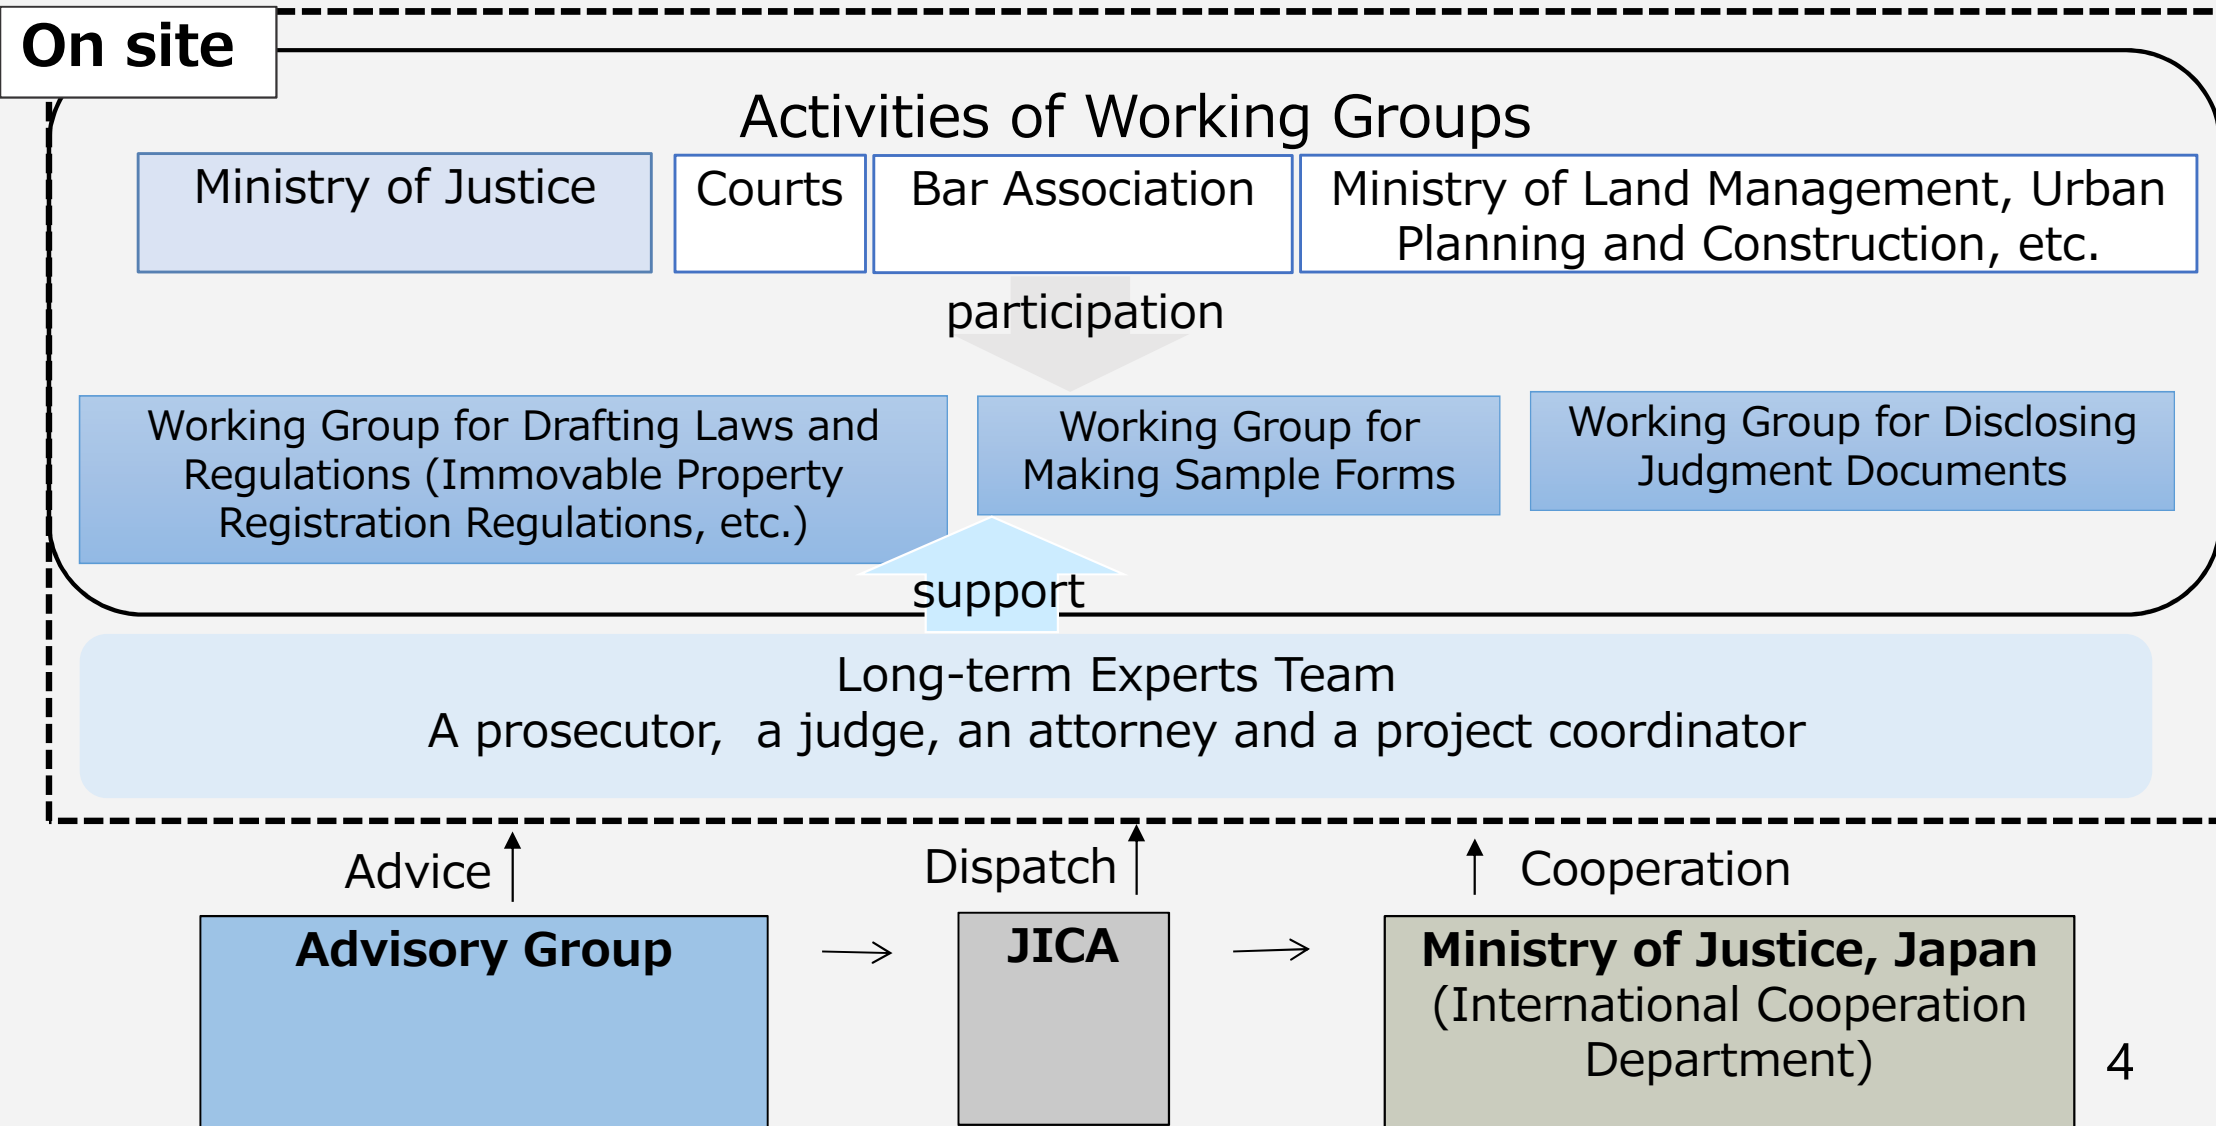 On site
Activities of Working Groups
Ministry of Justice
Courts
Bar Association
Ministry of Land Management, Urban
Planning and Construction, etc.
participation
Working Group for Drafting Laws and
Regulations (Immovable Property
Registration Regulations, etc.)
Working Group for
Making Sample Forms
Working Group for Disclosing
Judgment Documents
support
Long-term Experts Team
A prosecutor, a judge, an attorney and a project coordinator
Advice
Dispatch
Cooperation
Advisory Group
JICA
Ministry of Justice, Japan
(International Cooperation
Department)
4